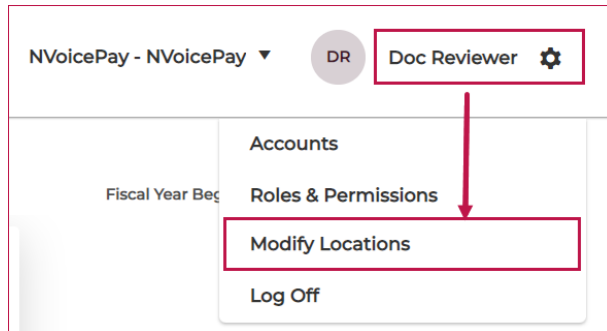 NVoicePay - NVoicePay
DR
Doc Reviewer
Accounts
Fiscal Year Beg
Roles & Permissions
Modify Locations
Log Off